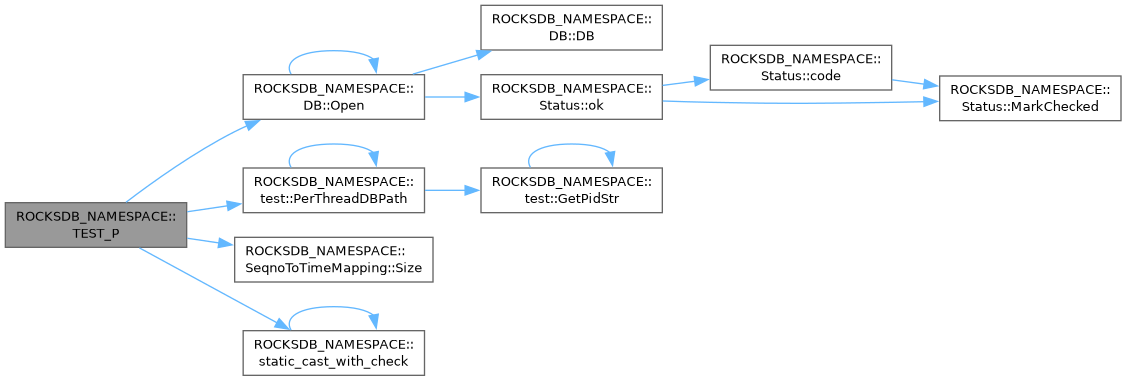 ROCKSDB_NAMESPACE::
TEST_P
ROCKSDB_NAMESPACE::
DB::Open
ROCKSDB_NAMESPACE::
DB::DB
ROCKSDB_NAMESPACE::
Status::ok
ROCKSDB_NAMESPACE::
Status::code
ROCKSDB_NAMESPACE::
Status::MarkChecked
ROCKSDB_NAMESPACE::
test::PerThreadDBPath
ROCKSDB_NAMESPACE::
test::GetPidStr
ROCKSDB_NAMESPACE::
SeqnoToTimeMapping::Size
ROCKSDB_NAMESPACE::
static_cast_with_check